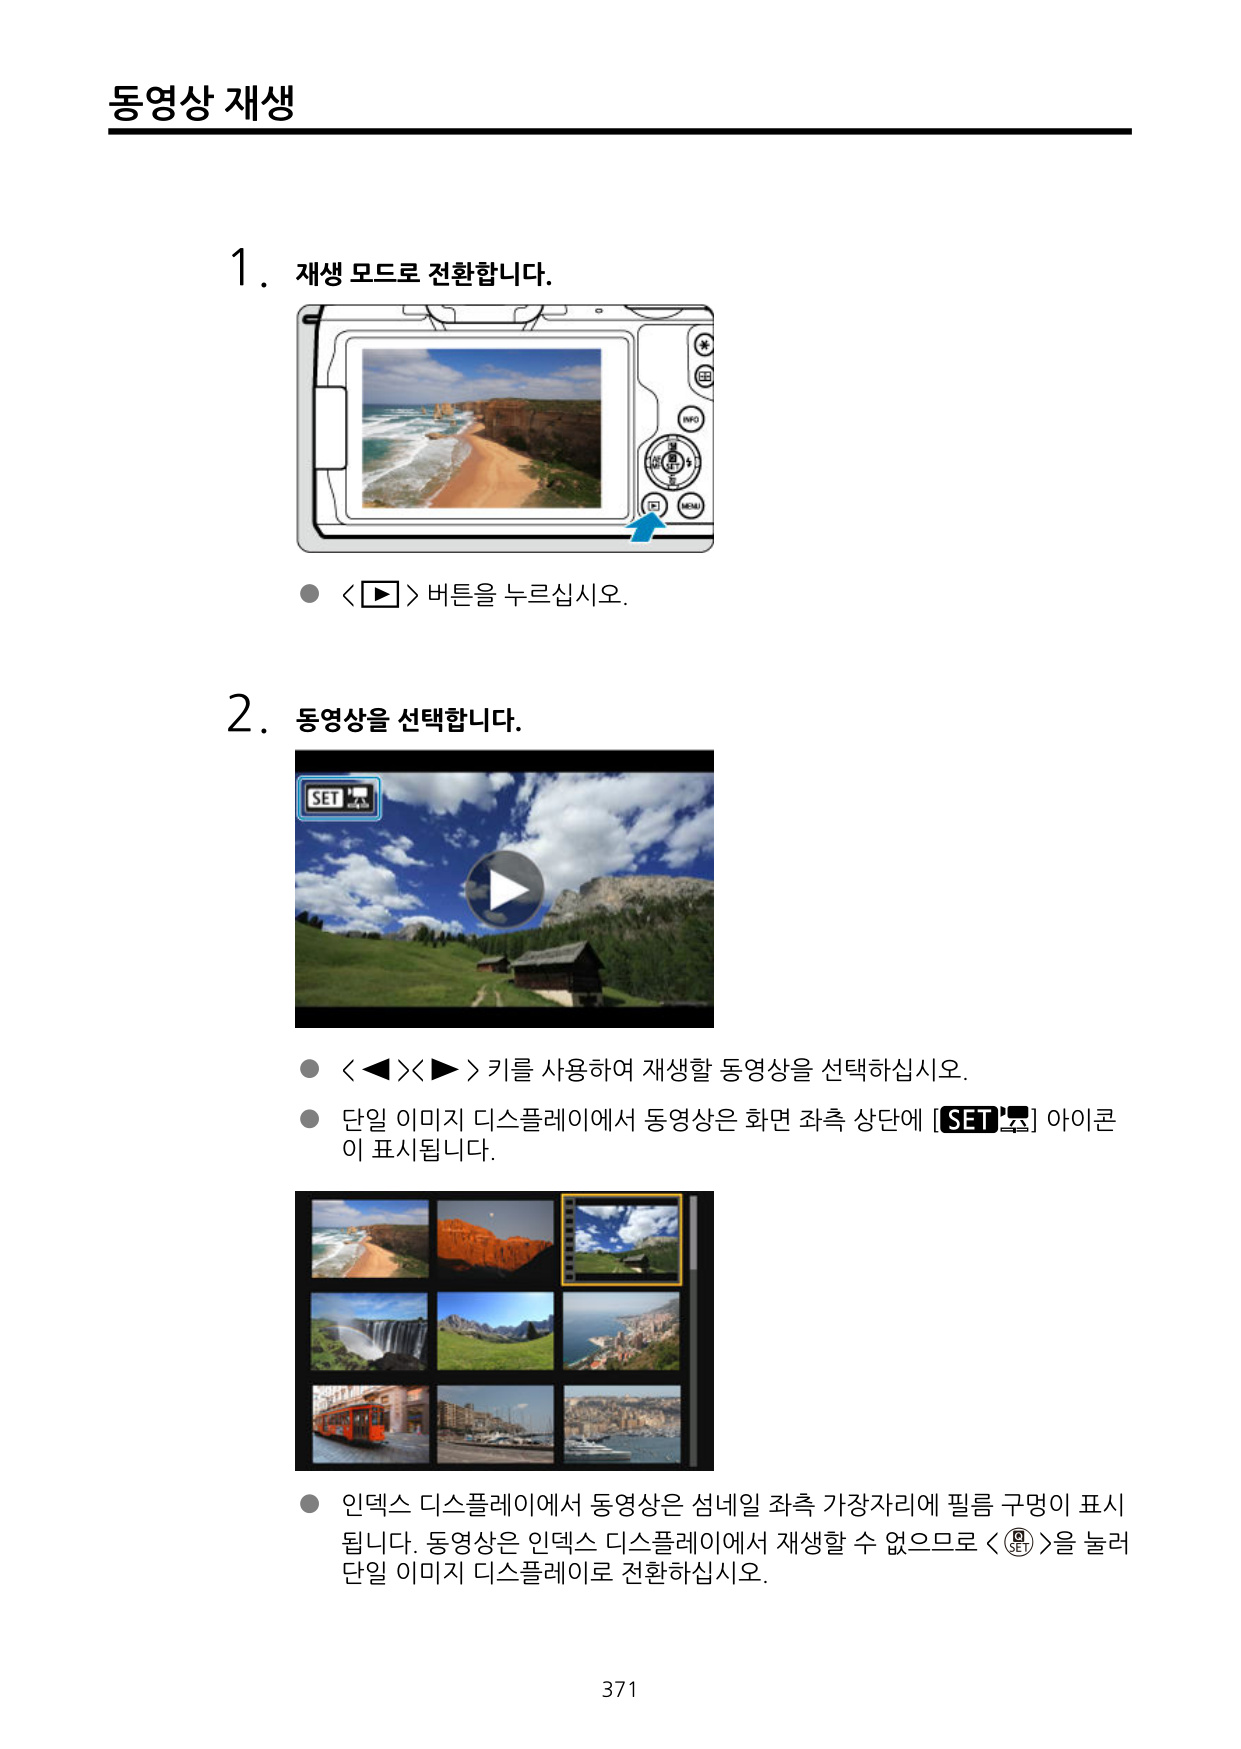 동영상 재생
1. 재생 모드로 전환합니다.
INFO
SET
MENU
● < ▶ > 버튼을 누르십시오.
2. 동영상을 선택합니다.
SET
● < ◀ >< ▶ > 키를 사용하여 재생할 동영상을 선택하십시오.
● 단일 이미지 디스플레이에서 동영상은 화면 좌측 상단에 [SET] 아이콘
이 표시됩니다.
● 인덱스 디스플레이에서 동영상은 섬네일 좌측 가장자리에 필름 구멍이 표시
됩니다. 동영상은 인덱스 디스플레이에서 재생할 수 없으므로 < Q SET >을 눌러
단일 이미지 디스플레이로 전환하십시오.
371